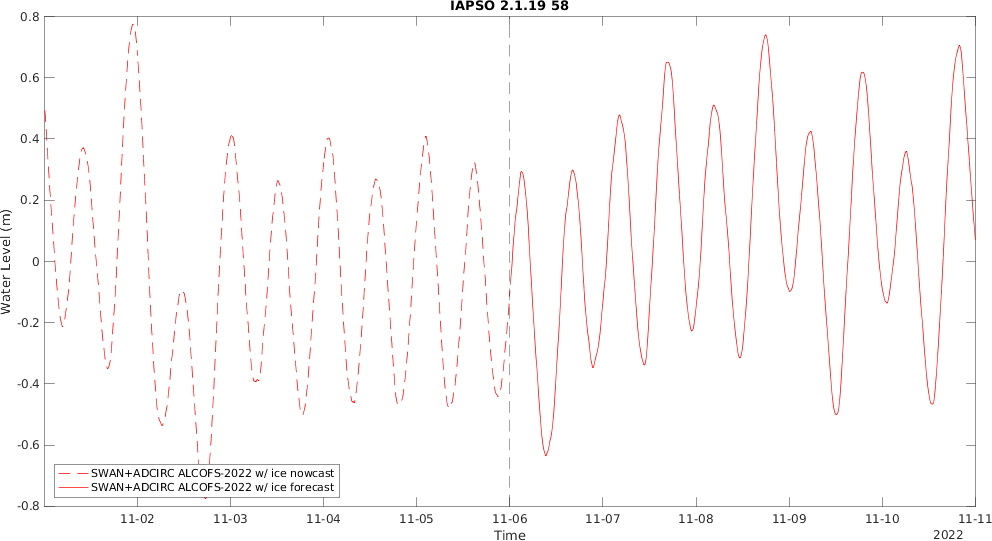 IAPSO 2.1.19 58
0.8
0.6
0.4
0.2
0
-0.2
-0.4
-0.6
-0.8
Water Level (m)
SWAN+ADCIRC ALCOFS-2022 w/ ice nowcast
SWAN+ADCIRC ALCOFS-2022 w/ ice forecast
11-02 11-03 11-04 11-05 11-06 11-07 11-08 11-09 11-10 11-11
Time
2022